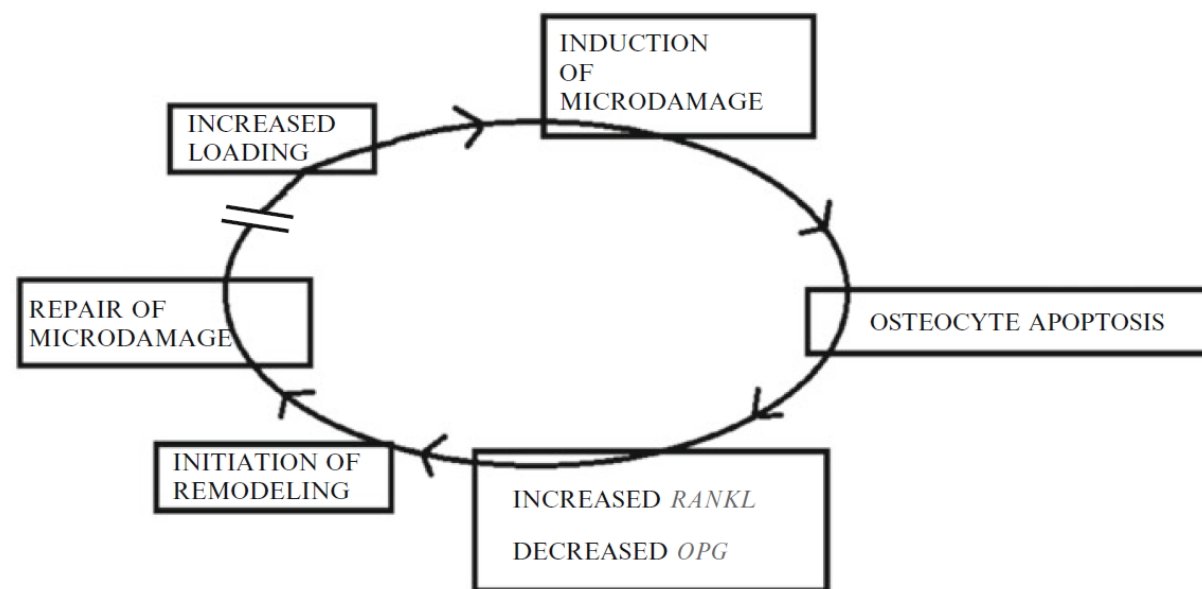 INDUCTION
OF
MICRODAMAGE
INCREASED
LOADING
REPAIR OF
MICRODAMAGE
OSTEOCYTE APOPTOSIS
INITIATION OF
REMODELING
INCREASED RANKL
DECREASED OPG